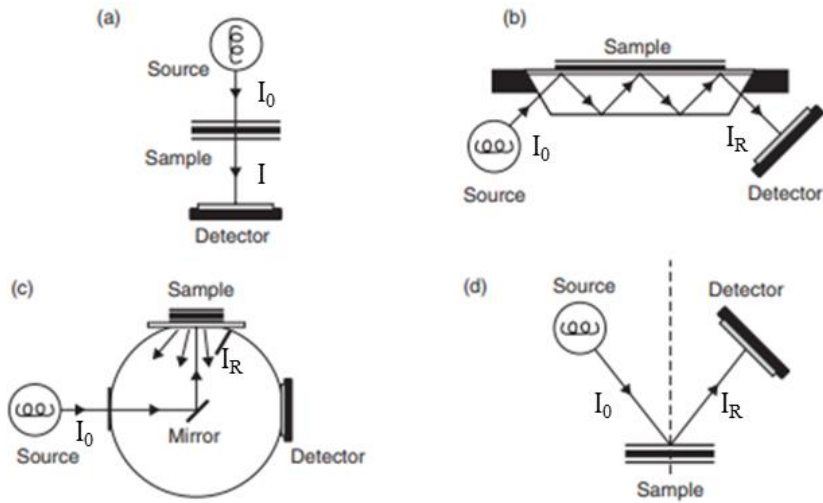 (a)
Source
I0
Sample
I
Detector
(b)
Sample
I0
IR
Source
Detector
(c)
Sample
IR
I0
Mirror
Source
Detector
(d)
Source
Detector
I0
IR
Sample